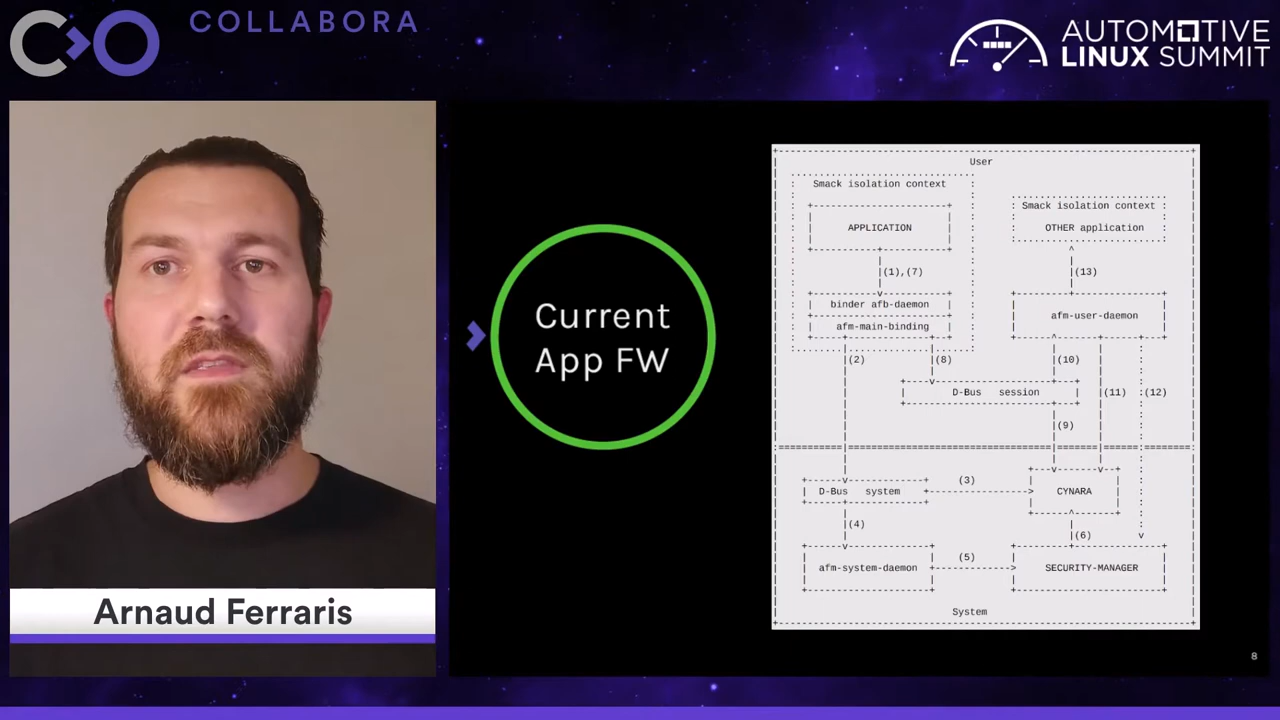 COLLABORA
AUTOMOTIVE
LINUX SUMMIT
Arnaud Ferraris
Current
App FW
User
Smack isolation context
Smack isolation context
APPLICATION
OTHER application
(1),(7)
(13)
binder afb-daemon
afm-user-daemon
afm-main-binding
(2)
(8)
(10)
D-Bus session
(11)
(12)
(9)
(3)
D-Bus system
CYNARA
(4)
(6)
(5)
afm-system-daemon
SECURITY-MANAGER
System
8